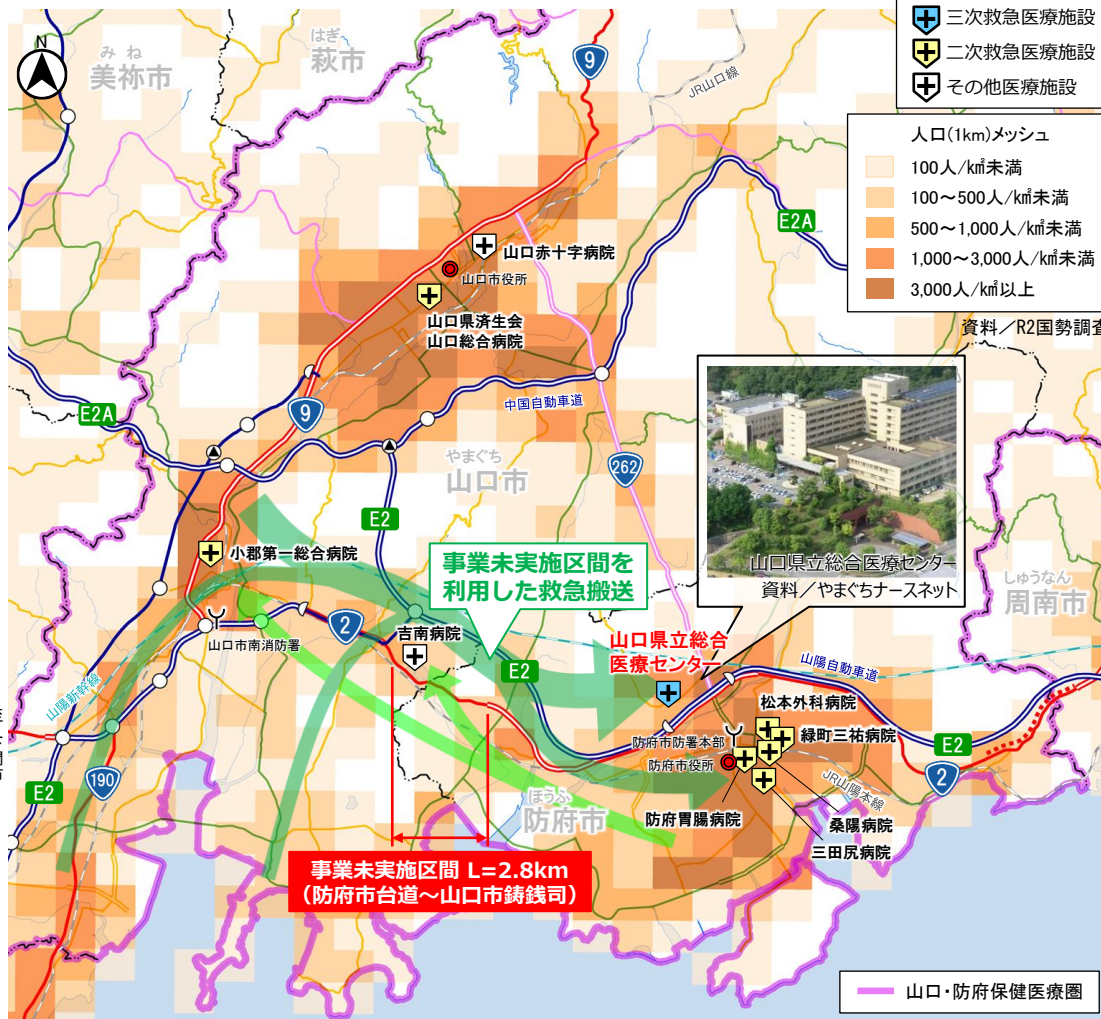 三次救急医療施設
二次救急医療施設
その他医療施設
人口(1km)メッシュ
100人/㎢未満
100～500人/㎢未満
500～1,000人/㎢未満
1,000～3,000人/㎢未満
3,000人/㎢以上
資料／R2国勢調査
N
みね
美祢市
はぎ
萩市
9
JR山口線
E2A
山口赤十字病院
山口市役所
山口県済生会
山口総合病院
E2A
9
中国自動車道
262
やまぐち
山口市
E2
山口県立総合医療センター
資料／やまぐちナースネット
しゅうなん
周南市
小郡第一総合病院
事業未実施区間を
利用した救急搬送
2
吉南病院
山口市南消防署
E2
山口県立総合
医療センター
山陽自動車道
山陽新幹線
松本外科病院
緑町三祐病院
防府市防署本部
防府市役所
E2
2
190
E2
JR山陽本線
ほうふ
防府市
防府胃腸病院
桑陽病院
三田尻病院
事業未実施区間 L=2.8km
（防府市台道～山口市鋳銭司）
山口・防府保健医療圏